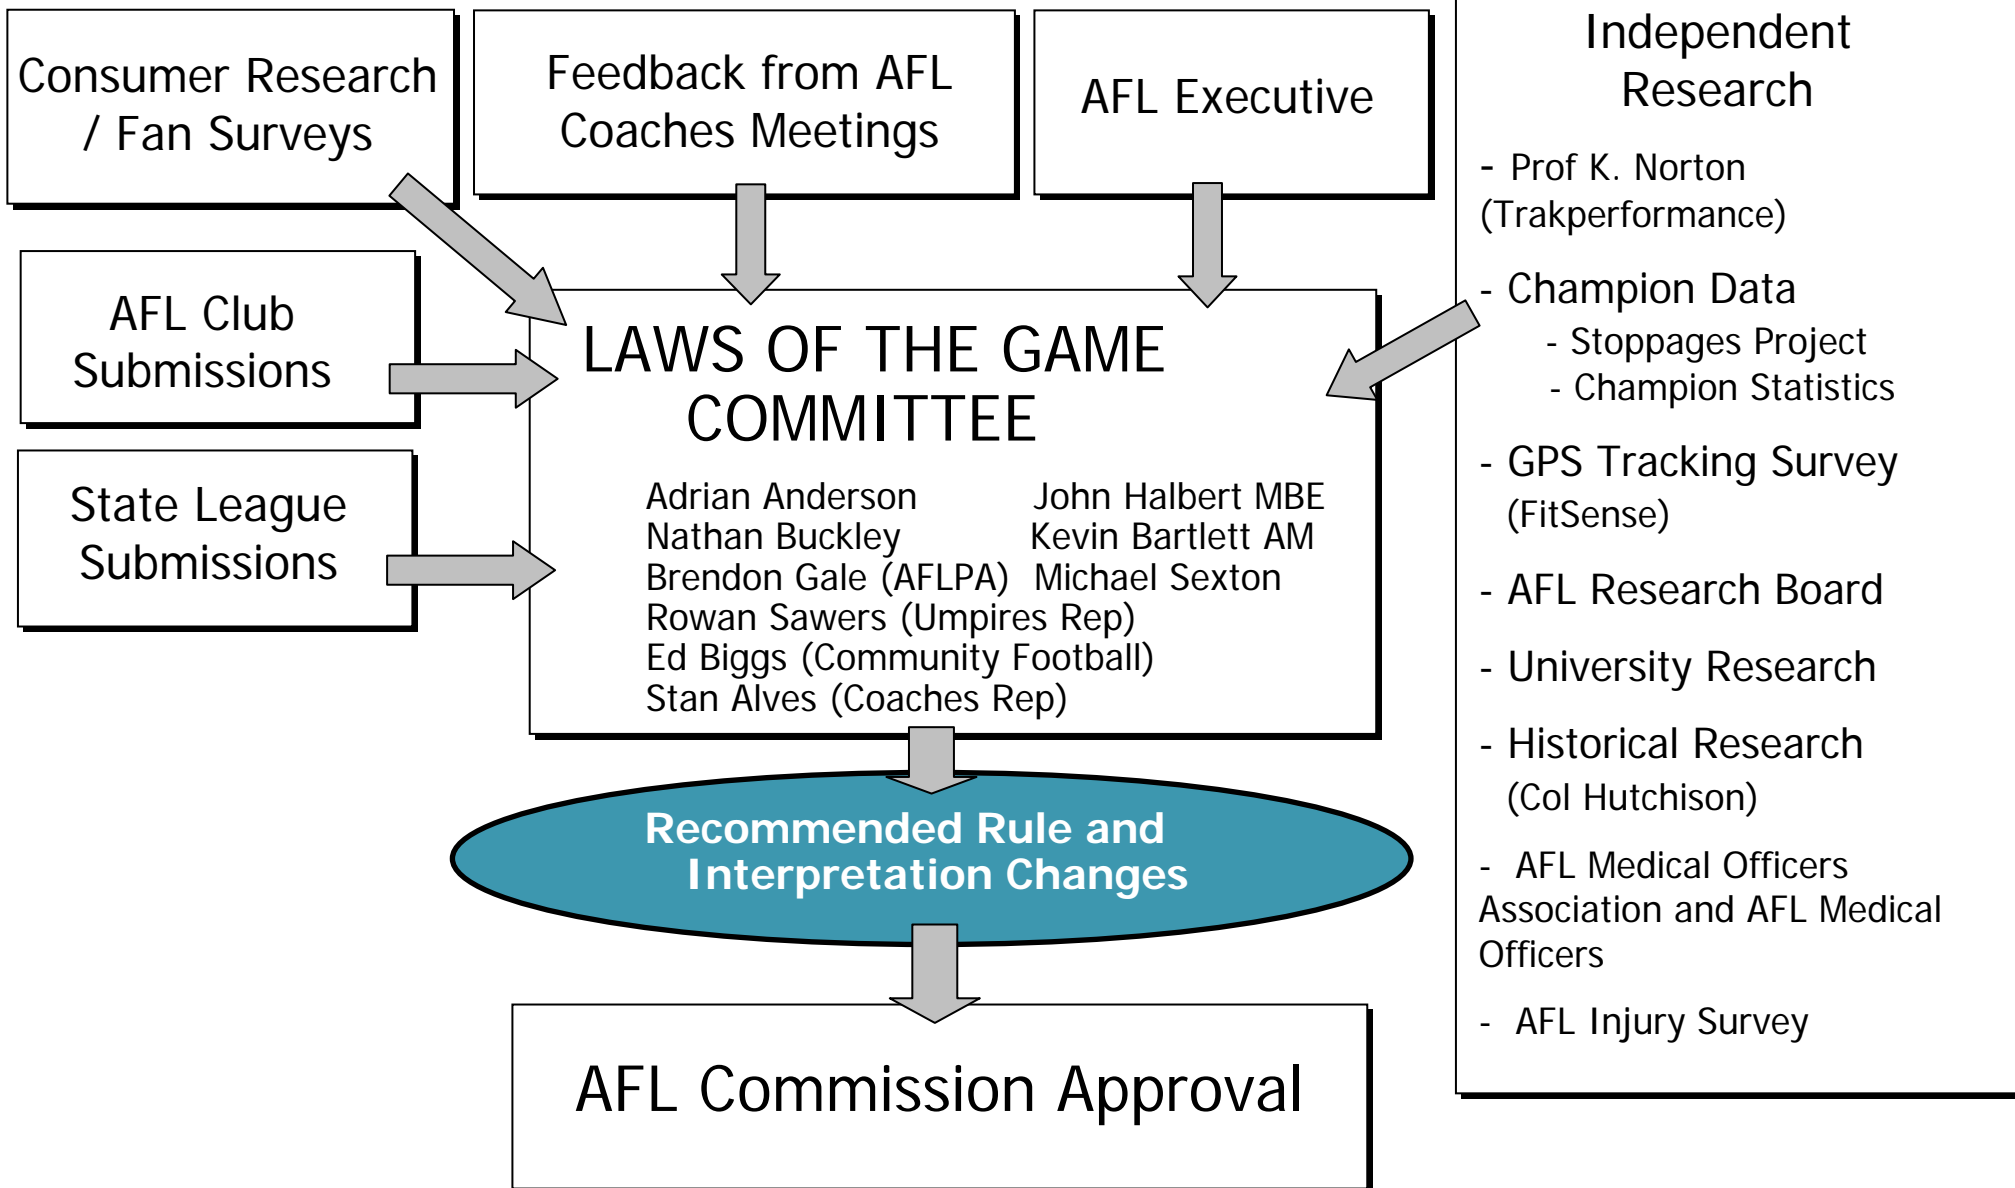 Consumer Research
/ Fan Surveys
Feedback from AFL
Coaches Meetings
AFL Executive
AFL Club
Submissions
State League
Submissions
LAWS OF THE GAME
COMMITTEE
Adrian Anderson John Halbert MBE
Nathan Buckley Kevin Bartlett AM
Brendon Gale (AFLPA) Michael Sexton
Rowan Sawers (Umpires Rep)
Ed Biggs (Community Football)
Stan Alves (Coaches Rep)
Recommended Rule and
Interpretation Changes
AFL Commission Approval
Independent
Research
- Prof K. Norton
(Trakperformance)
- Champion Data
- Stoppages Project
- Champion Statistics
- GPS Tracking Survey
(FitSense)
- AFL Research Board
- University Research
- Historical Research
(Col Hutchison)
- AFL Medical Officers
Association and AFL Medical
Officers
- AFL Injury Survey